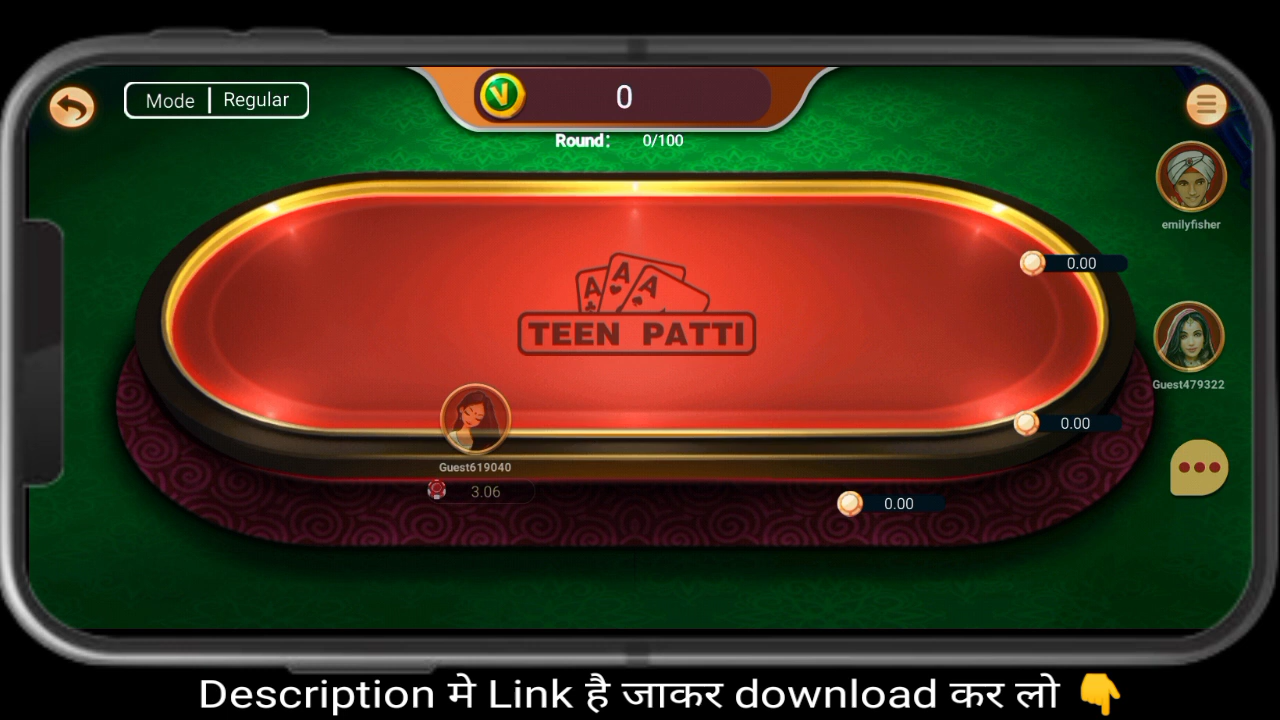 Mode | Regular
0
Round: 0/100
emilyfisher
0.00
A A A
TEEN PATTI
Guest479322
0.00
Guest619040
3.06
0.00
Description मे Link है जाकर download कर लो 👇